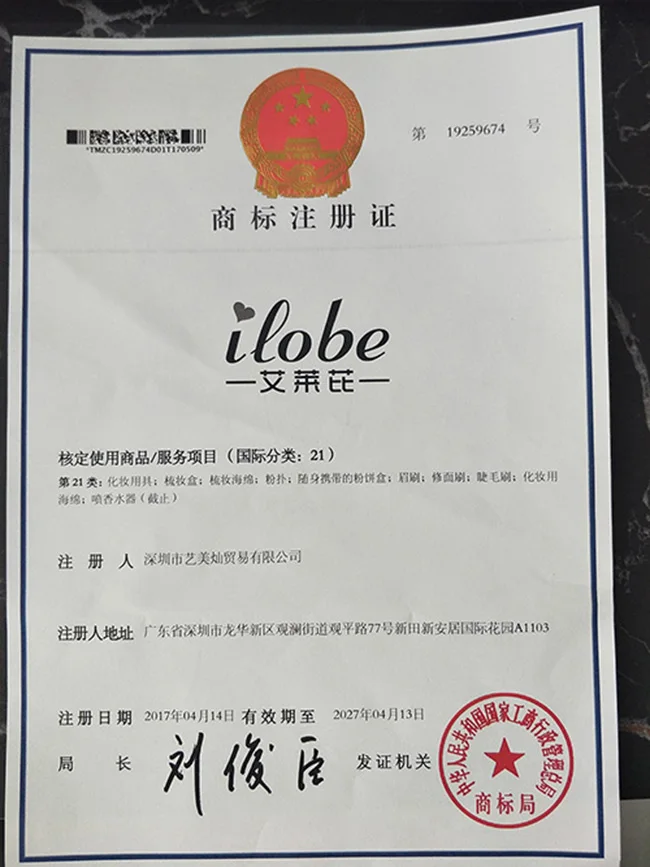 第 19259674 号
*TMZC19259674D01T170509*
商标注册证
ilobe
艾莱芘
核定使用商品/服务项目（国际分类：21）
第 21 类：化妆用具；梳妆盒；梳妆海绵；粉扑；随身携带的粉饼盒；眉刷；修面刷；睫毛刷；化妆用
海绵；喷香水器（截止）
注 册 人 深圳市艺美灿贸易有限公司
注册人地址 广东省深圳市龙华新区观澜街道观平路77号新田新安居国际花园A1103
注册日期 2017年04月14日 有效期至 2027年04月13日
局 长 刘俊臣 发证机关
中华人民共和国国家工商行政管理总局
商标局